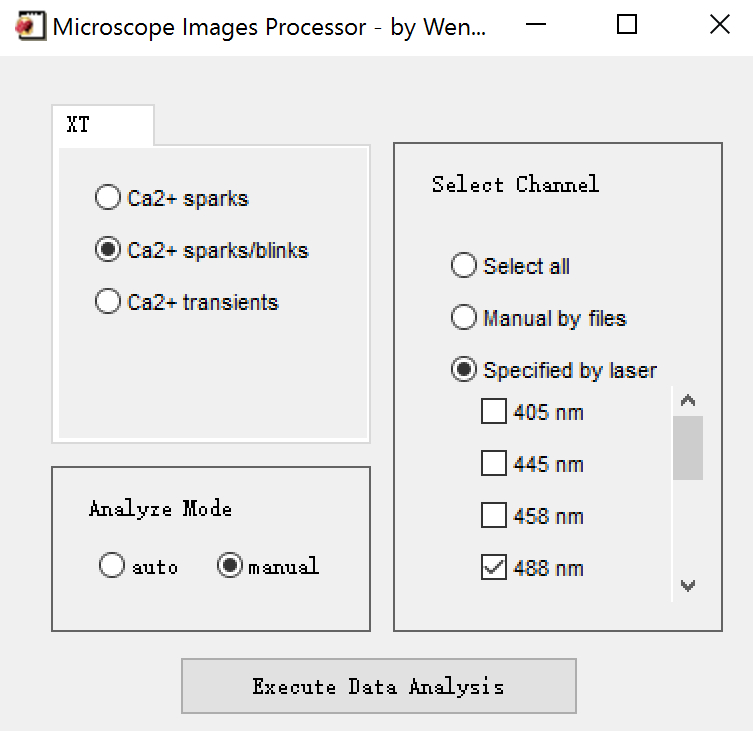 Microscope Images Processor - by Wen...
XT
Ca2+ sparks
Ca2+ sparks/blinks
Ca2+ transients
Select Channel
Select all
Manual by files
Specified by laser
405 nm
445 nm
458 nm
488 nm
Analyze Mode
auto manual
Execute Data Analysis